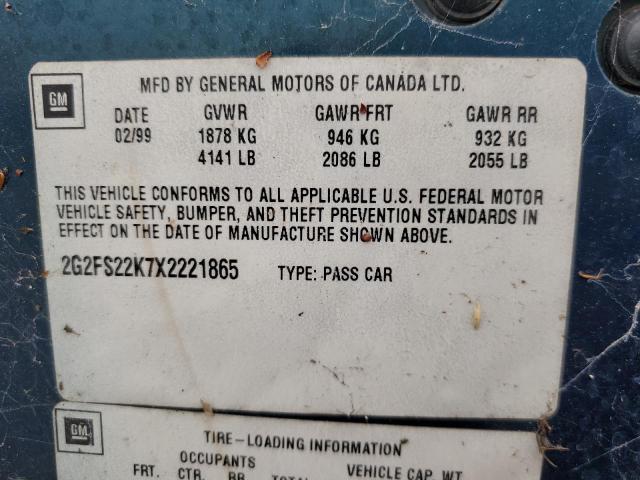 GM
MFD BY GENERAL MOTORS OF CANADA LTD.
DATE GVWR GAWR FRT GAWR RR
02/99 1878 KG 946 KG 932 KG
4141 LB 2086 LB 2055 LB
THIS VEHICLE CONFORMS TO ALL APPLICABLE U.S. FEDERAL MOTOR
VEHICLE SAFETY, BUMPER, AND THEFT PREVENTION STANDARDS IN
EFFECT ON THE DATE OF MANUFACTURE SHOWN ABOVE.
2G2FS22K7X2221865 TYPE: PASS CAR
GM
TIRE-LOADING INFORMATION
OCCUPANTS VEHICLE CAP. WT.
FRT. CTR. RR.